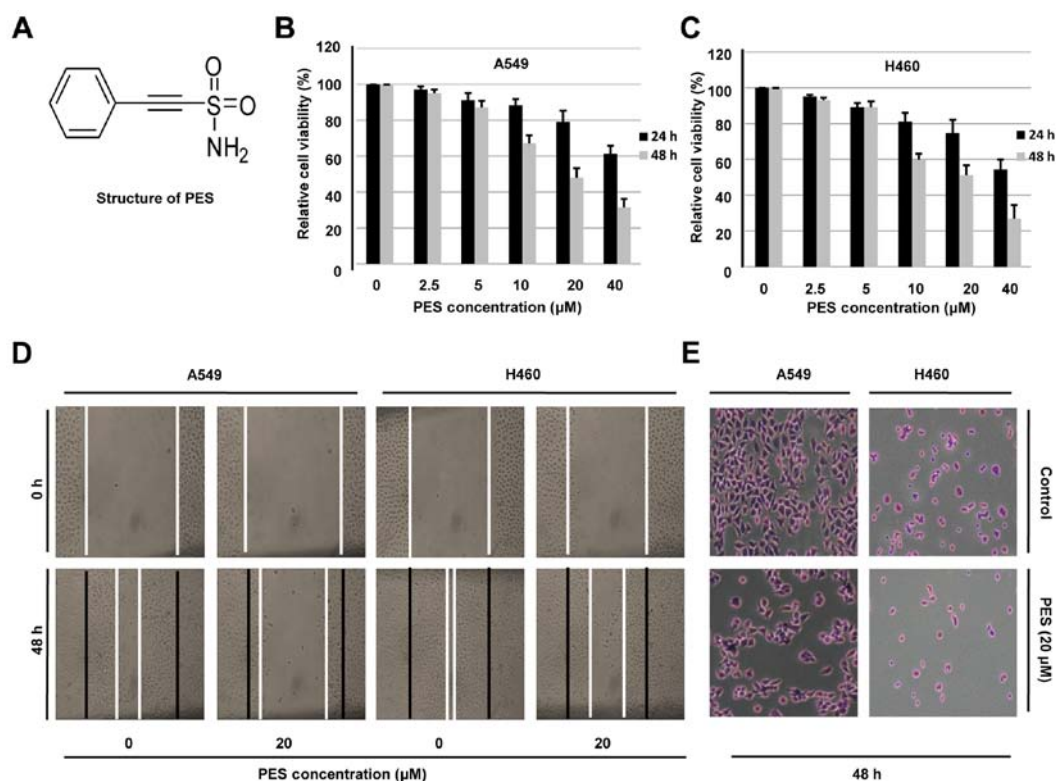 A
O
S
O
NH2
Structure of PES
B
A549
Relative cell viability (%)
120
100
80
60
40
20
0
24 h
48 h
0 2.5 5 10 20 40
PES concentration (µM)
C
H460
Relative cell viability (%)
120
100
80
60
40
20
0
24 h
48 h
0 2.5 5 10 20 40
PES concentration (µM)
D
A549 H460
0 h
48 h
0 20 0 20
PES concentration (µM)
E
A549 H460
Control
PES (20 µM)
48 h